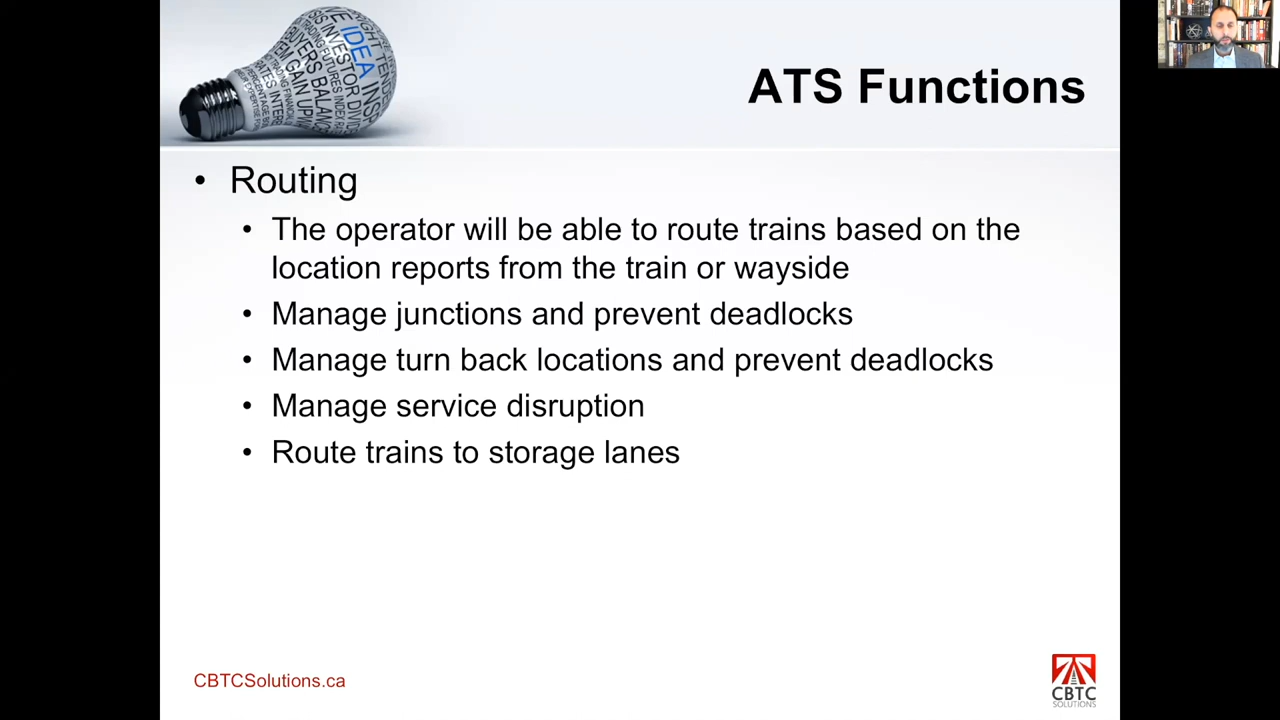 IDEA
ATS Functions
• Routing
• The operator will be able to route trains based on the
location reports from the train or wayside
• Manage junctions and prevent deadlocks
• Manage turn back locations and prevent deadlocks
• Manage service disruption
• Route trains to storage lanes
CBTCSolutions.ca
CBTC
SOLUTIONS